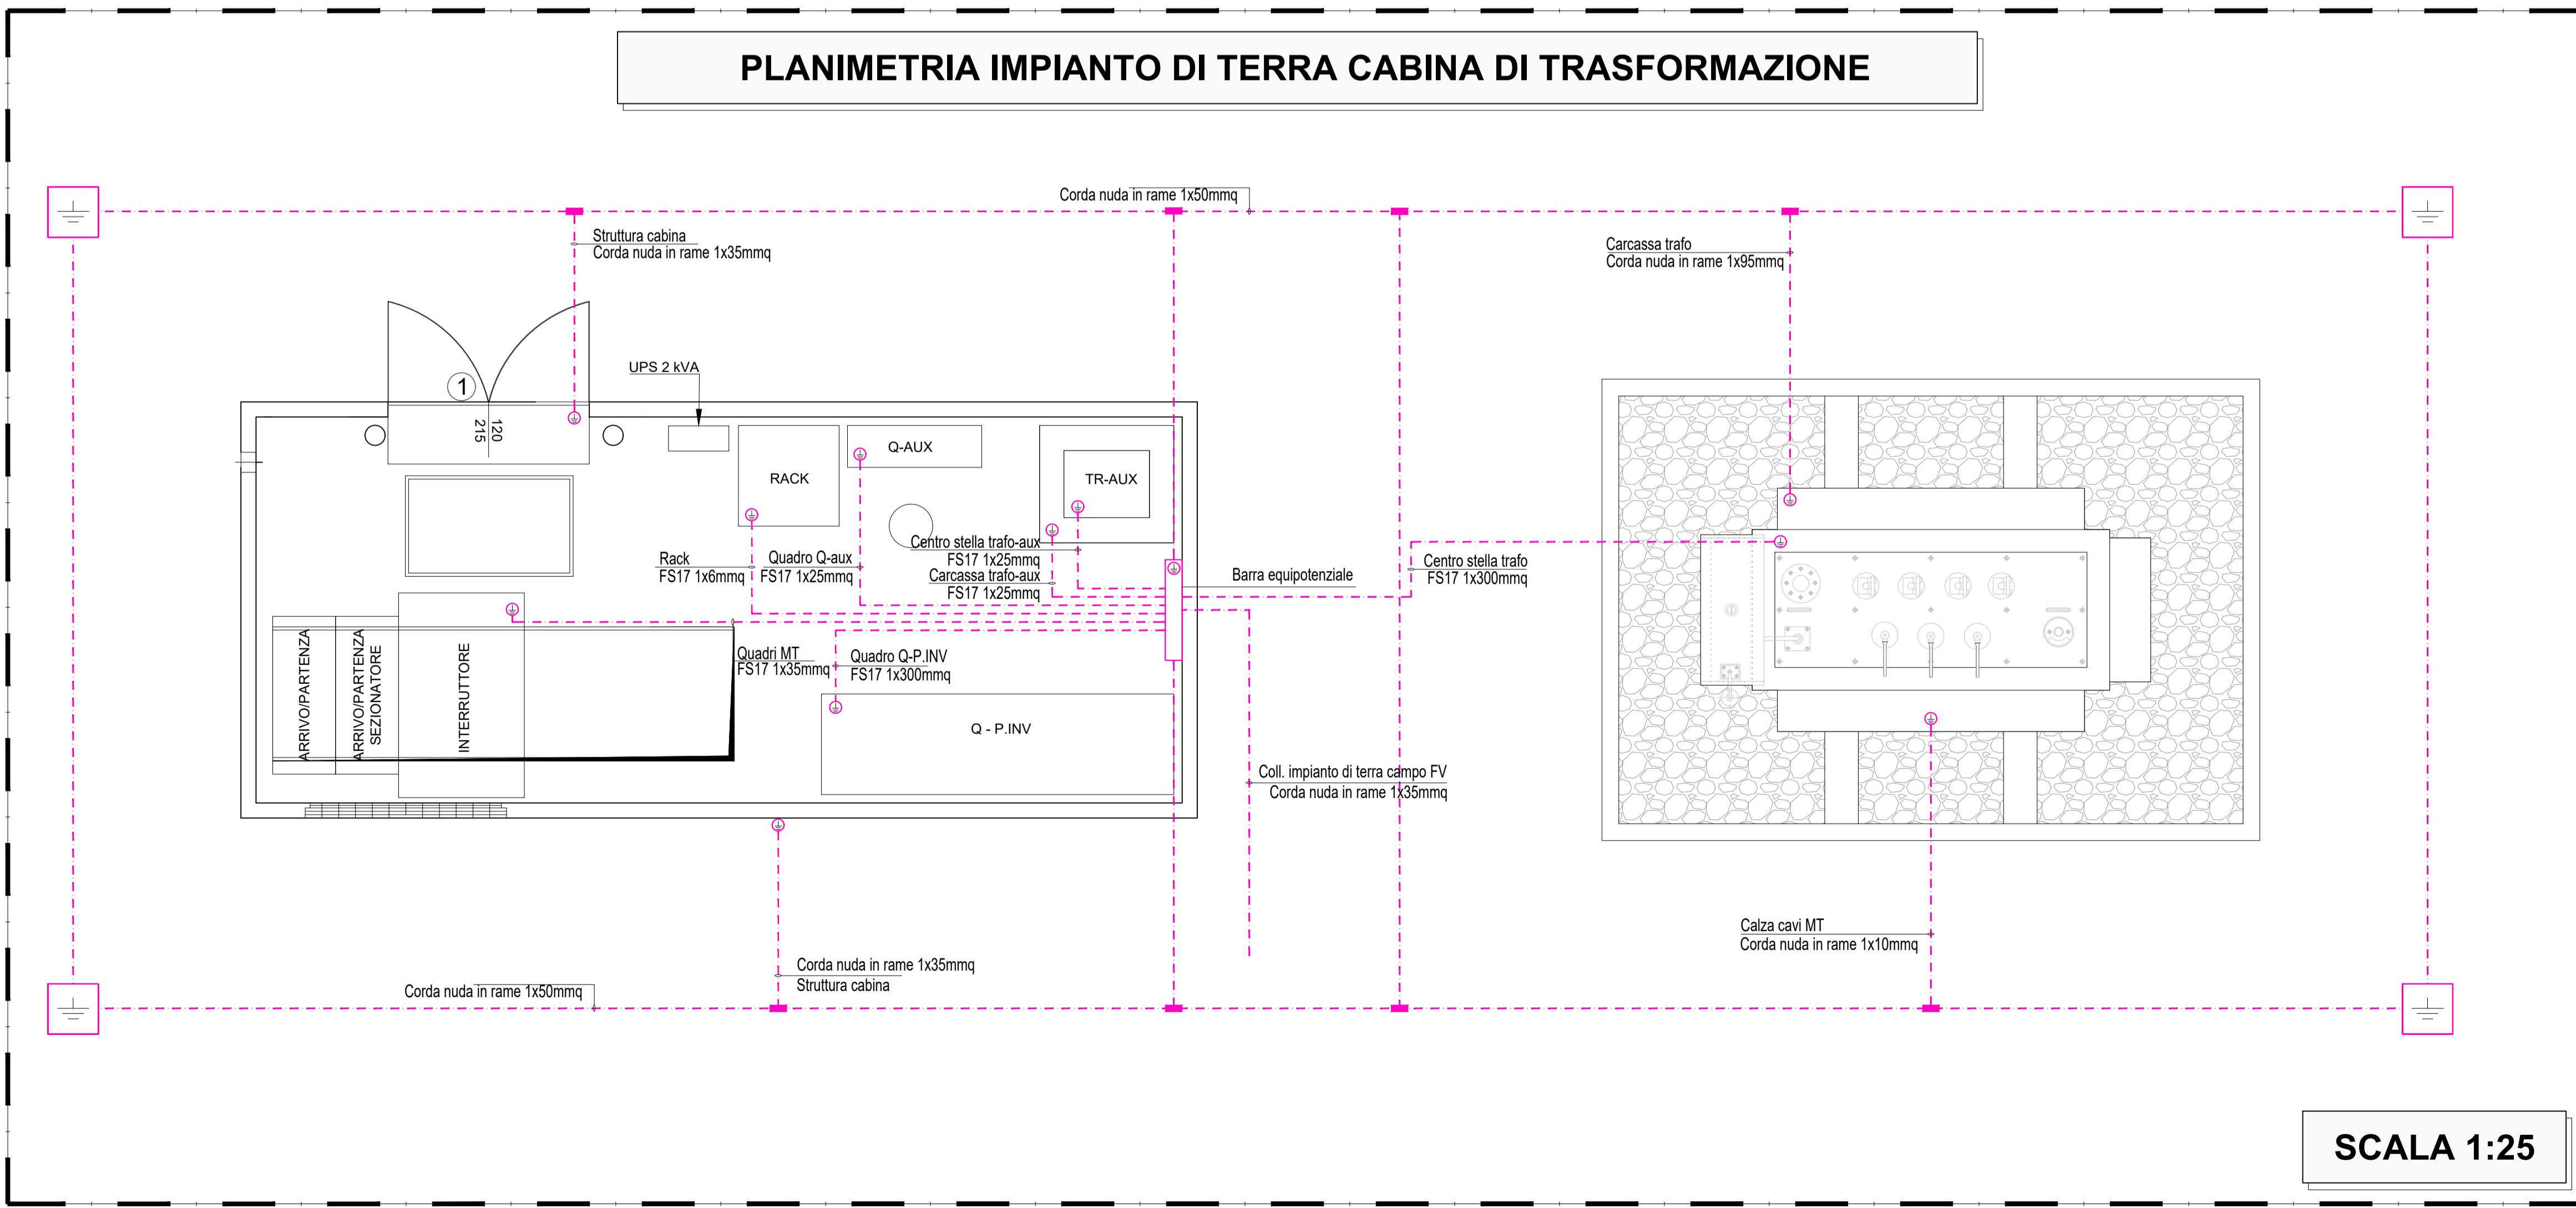 PLANIMETRIA IMPIANTO DI TERRA CABINA DI TRASFORMAZIONE
Corda nuda in rame 1x50mmq
Struttura cabina
Corda nuda in rame 1x35mmq
Carcassa trafo
Corda nuda in rame 1x95mmq
UPS 2 kVA
1
120
215
RACK
Q-AUX
TR-AUX
Rack
FS17 1x6mmq
Quadro Q-aux
FS17 1x25mmq
Centro stella trafo-aux
FS17 1x25mmq
Carcassa trafo-aux
FS17 1x25mmq
Barra equipotenziale
Centro stella trafo
FS17 1x300mmq
ARRIVO/PARTENZA
ARRIVO/PARTENZA
SEZIONATORE
INTERRUTTORE
Quadri MT
FS17 1x35mmq
Quadro Q-P.INV
FS17 1x300mmq
Q - P.INV
Coll. impianto di terra campo FV
Corda nuda in rame 1x35mmq
Calza cavi MT
Corda nuda in rame 1x10mmq
Corda nuda in rame 1x35mmq
Struttura cabina
Corda nuda in rame 1x50mmq
SCALA 1:25